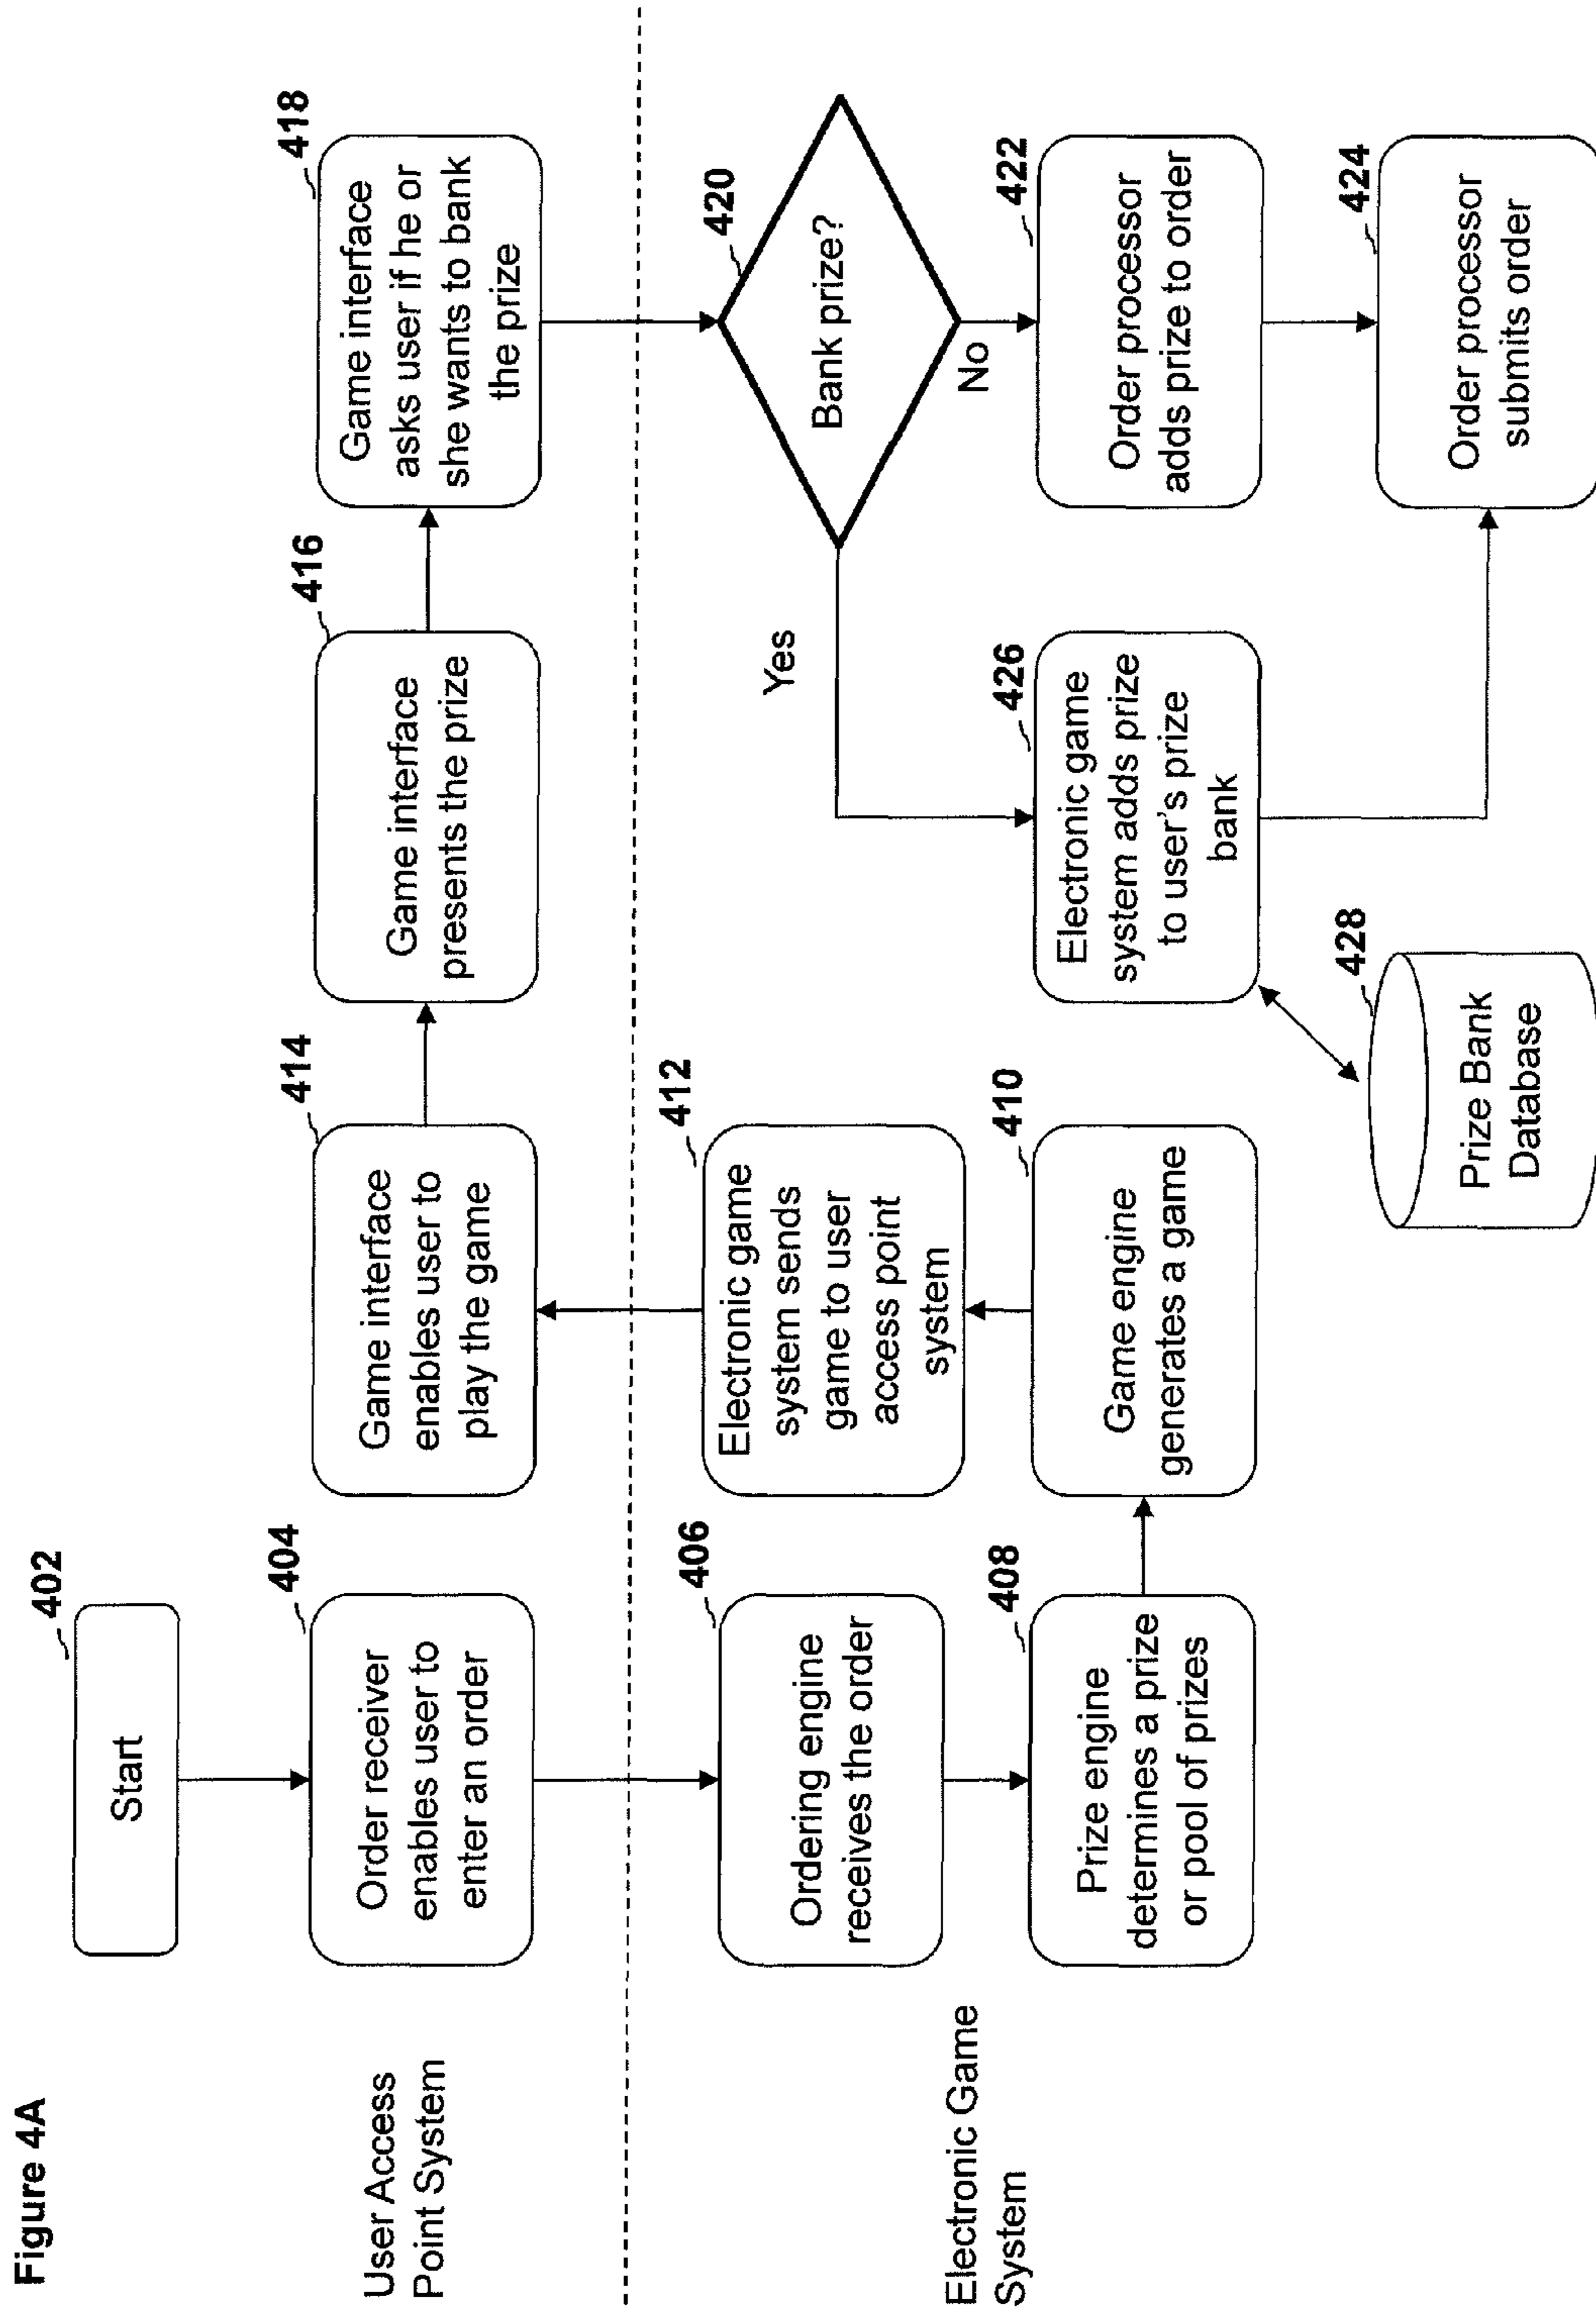 Figure 4A
402
Start
User Access
Point System
404
Order receiver
enables user to
enter an order
414
Game interface
enables user to
play the game
416
Game interface
presents the prize
418
Game interface
asks user if he or
she wants to bank
the prize
Electronic Game
System
406
Ordering engine
receives the order
408
Prize engine
determines a prize
or pool of prizes
410
Game engine
generates a game
412
Electronic game
system sends
game to user
access point
system
420
Bank prize?
Yes
No
422
Order processor
adds prize to order
424
Order processor
submits order
426
Electronic game
system adds prize
to user's prize
bank
428
Prize Bank
Database